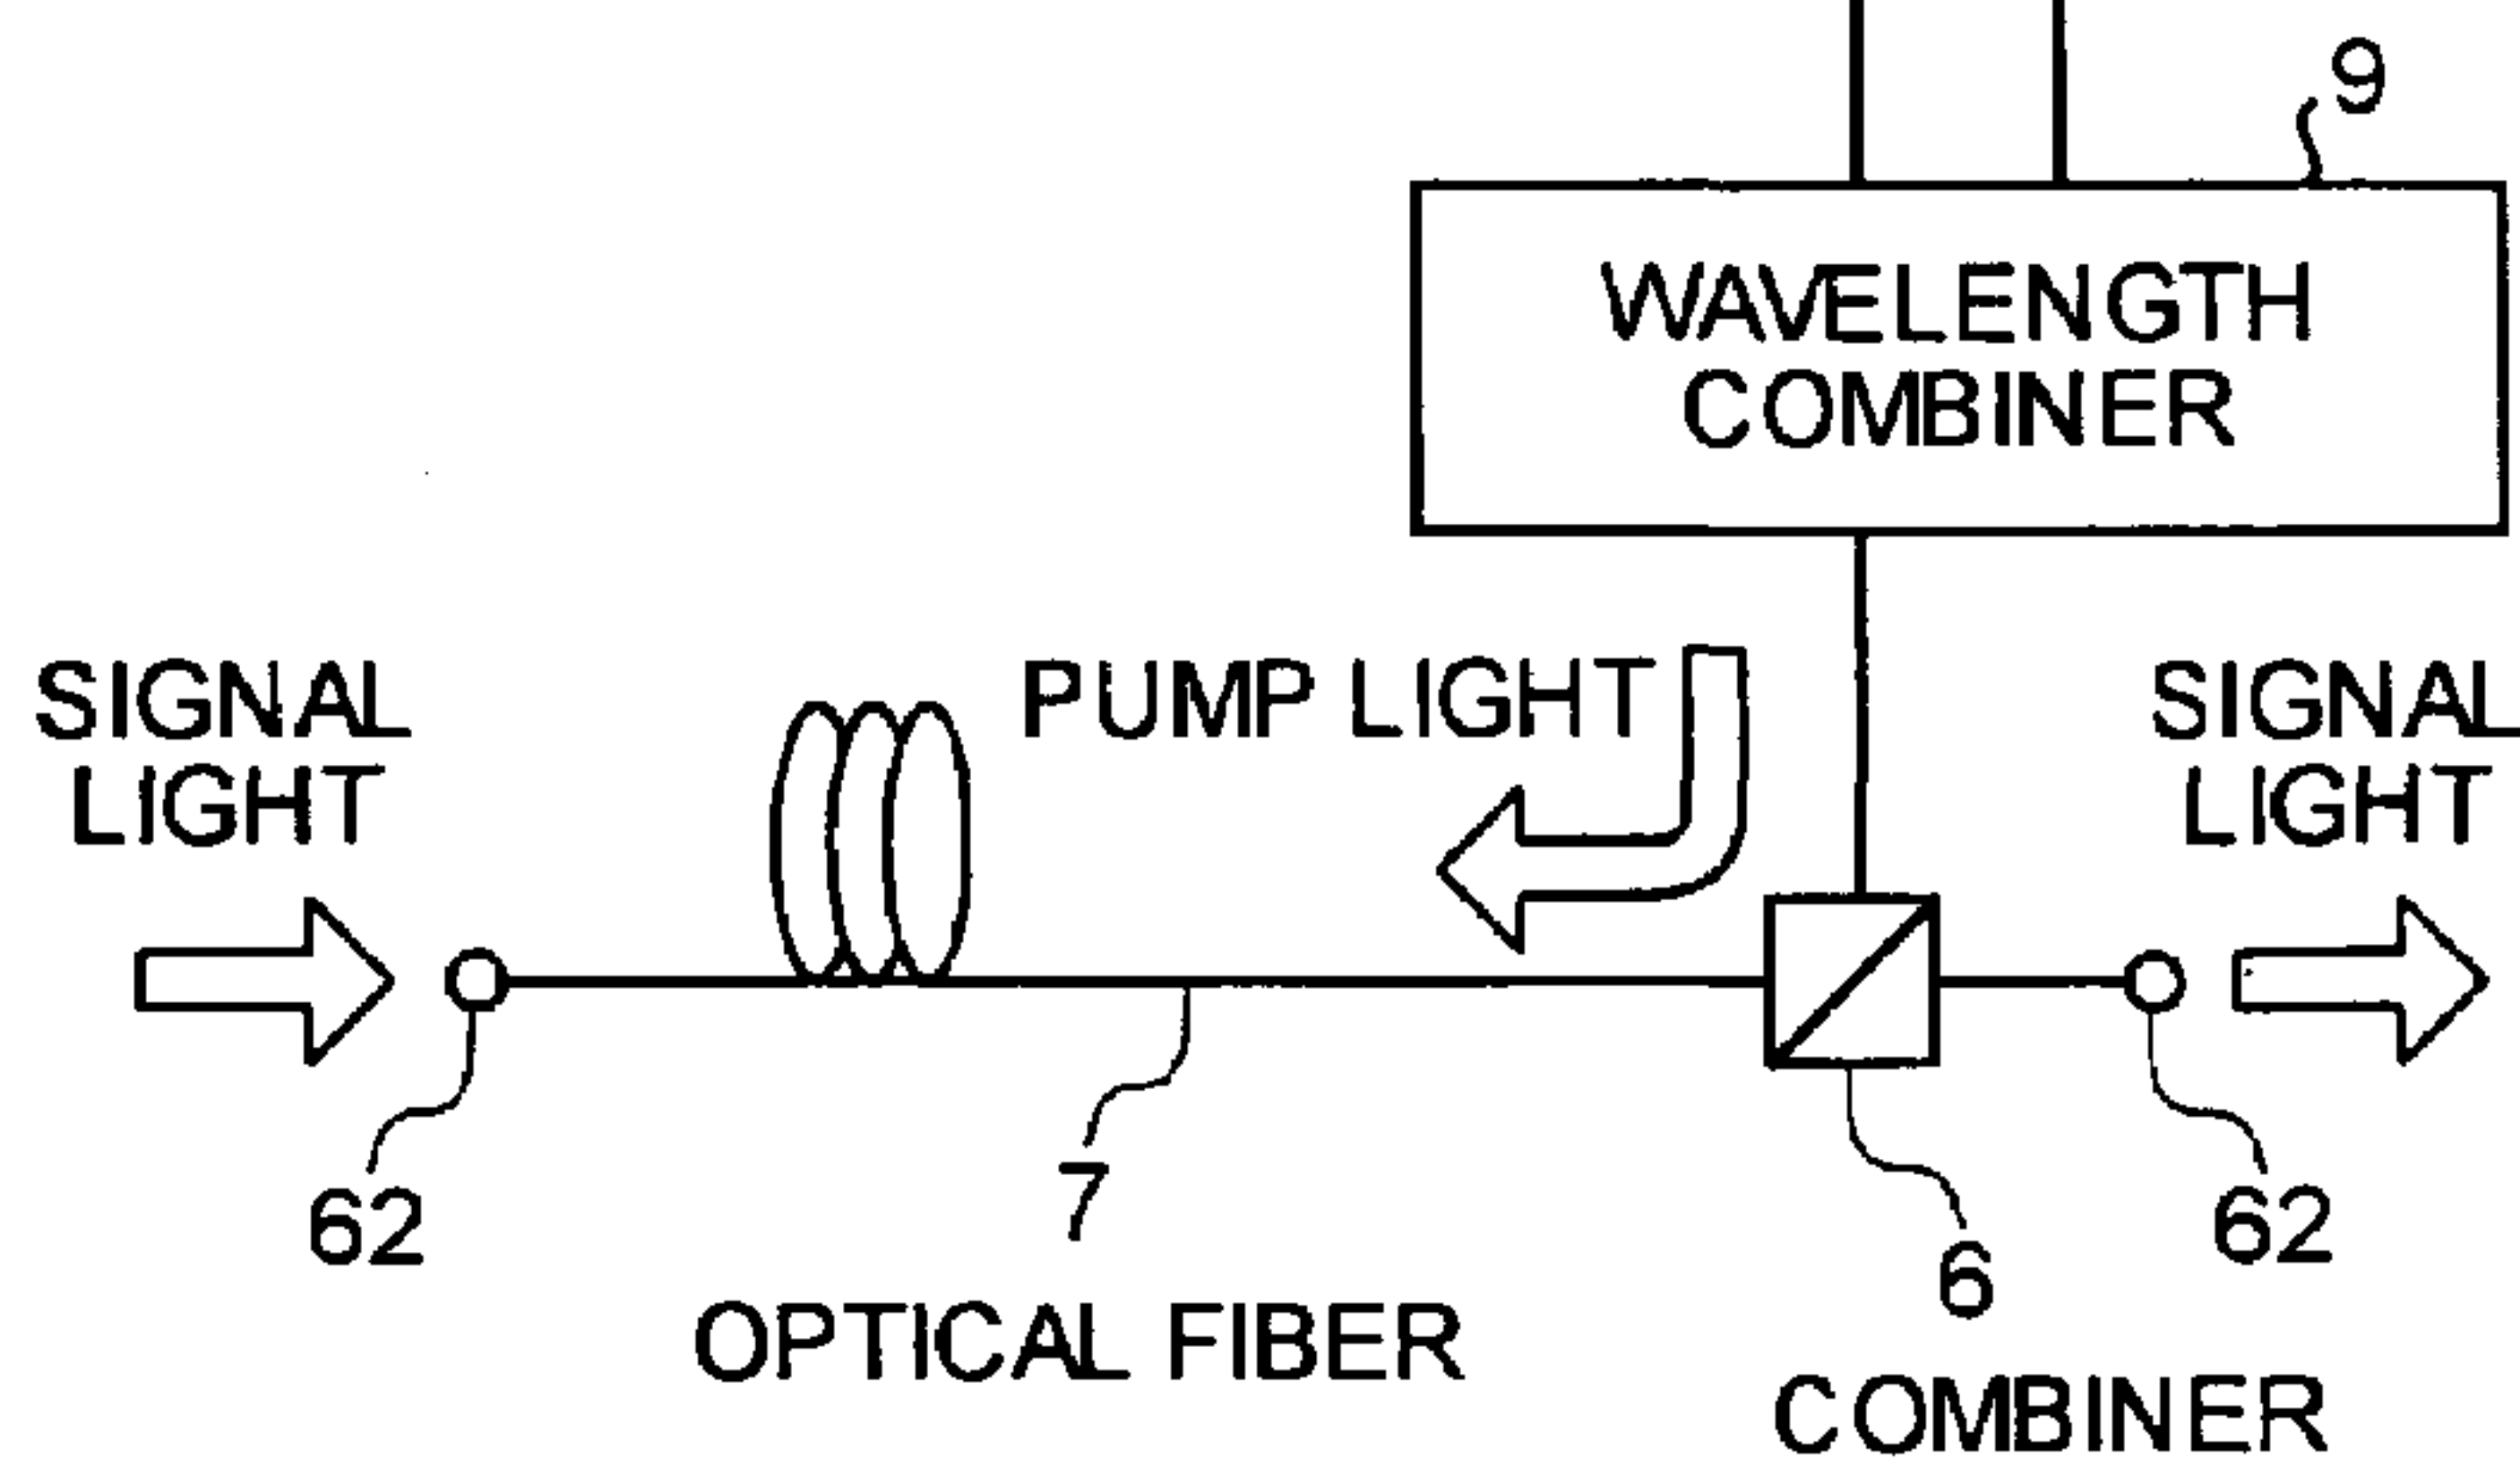 9
WAVELENGTH
COMBINER
SIGNAL
LIGHT
PUMP LIGHT
SIGNAL
LIGHT
62
7
6
62
OPTICAL FIBER
COMBINER